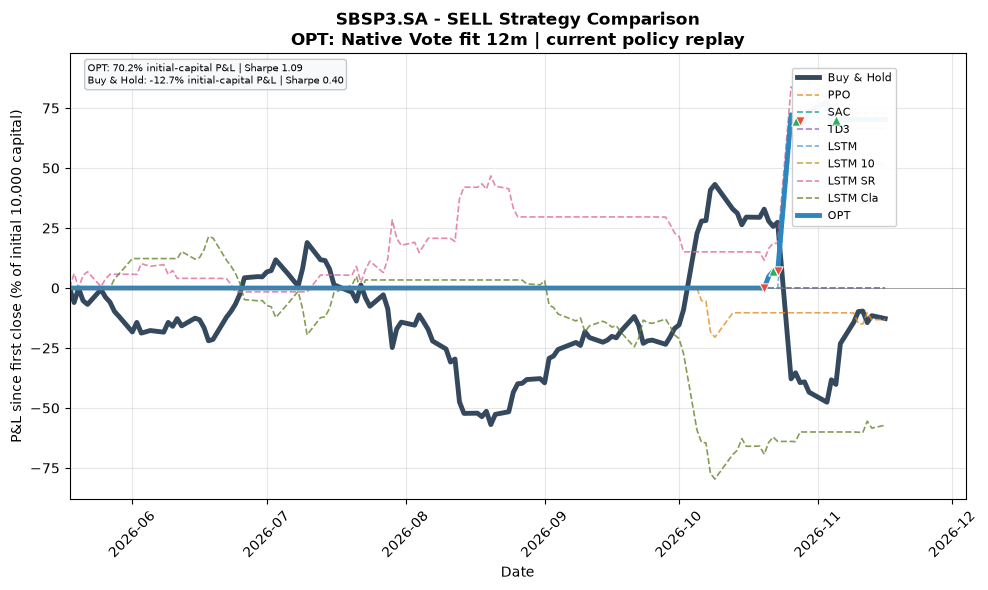 SBSP3.SA - SELL Strategy Comparison
OPT: Native Vote fit 12m | current policy replay
OPT: 70.2% initial-capital P&L | Sharpe 1.09
Buy & Hold: -12.7% initial-capital P&L | Sharpe 0.40
Buy & Hold
PPO
SAC
TD3
LSTM
LSTM 10
LSTM SR
LSTM Cla
OPT
P&L since first close (% of initial 10,000 capital)
75
50
25
0
−25
−50
−75
2026-06
2026-07
2026-08
2026-09
2026-10
2026-11
2026-12
Date